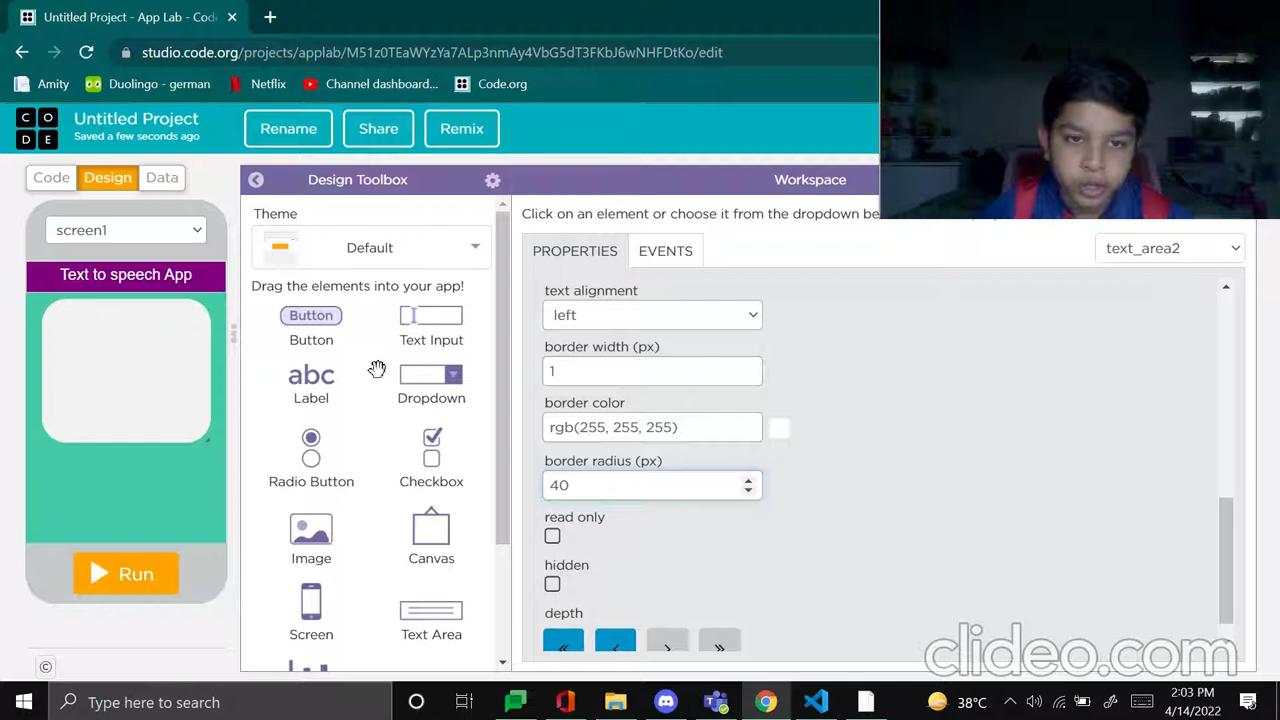 Untitled Project - App Lab - Code
studio.code.org/projects/applab/M51z0TEaWYzYa7ALp3nmAy4VbG5dT3FKbJ6wNHFDtKo/edit
Amity
Duolingo - german
Netflix
Channel dashboard...
Code.org
C O
D E
Untitled Project
Saved a few seconds ago
Rename
Share
Remix
Code
Design
Data
Design Toolbox
Workspace
screen1
Text to speech App
Run
Theme
Default
Drag the elements into your app!
Button
Button
Text Input
abc
Label
Dropdown
Radio Button
Checkbox
Image
Canvas
Screen
Text Area
Click on an element or choose it from the dropdown be
PROPERTIES
EVENTS
text_area2
text alignment
left
border width (px)
1
border color
rgb(255, 255, 255)
border radius (px)
40
read only
hidden
depth
clideo.com
Type here to search
38°C
2:03 PM
4/14/2022